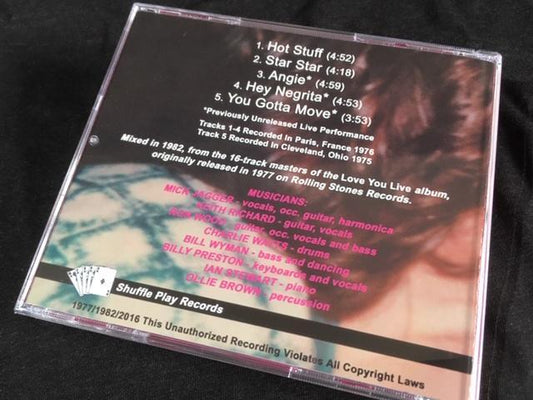 1. Hot Stuff (4:52)
2. Star Star (4:18)
3. Angie* (4:59)
4. Hey Negrita* (4:53)
5. You Gotta Move* (3:53)
*Previously Unreleased Live Performance
Tracks 1-4 Recorded in Paris, France 1976
Track 5 Recorded in Cleveland, Ohio 1975
Mixed in 1982, from the 16-track masters of the Love You Live album,
originally released in 1977 on Rolling Stones Records.
MUSICIANS:
MICK JAGGER - vocals, occ. guitar, harmonica
KEITH RICHARD - guitar, vocals
RON WOOD - guitar, occ. vocals and bass
CHARLIE WATTS - drums
BILL WYMAN - bass and dancing
BILLY PRESTON - keyboards and vocals
IAN STEWART - piano
OLLIE BROWN - percussion
Shuffle Play Records
1977/1982/2016 This Unauthorized Recording Violates All Copyright Laws